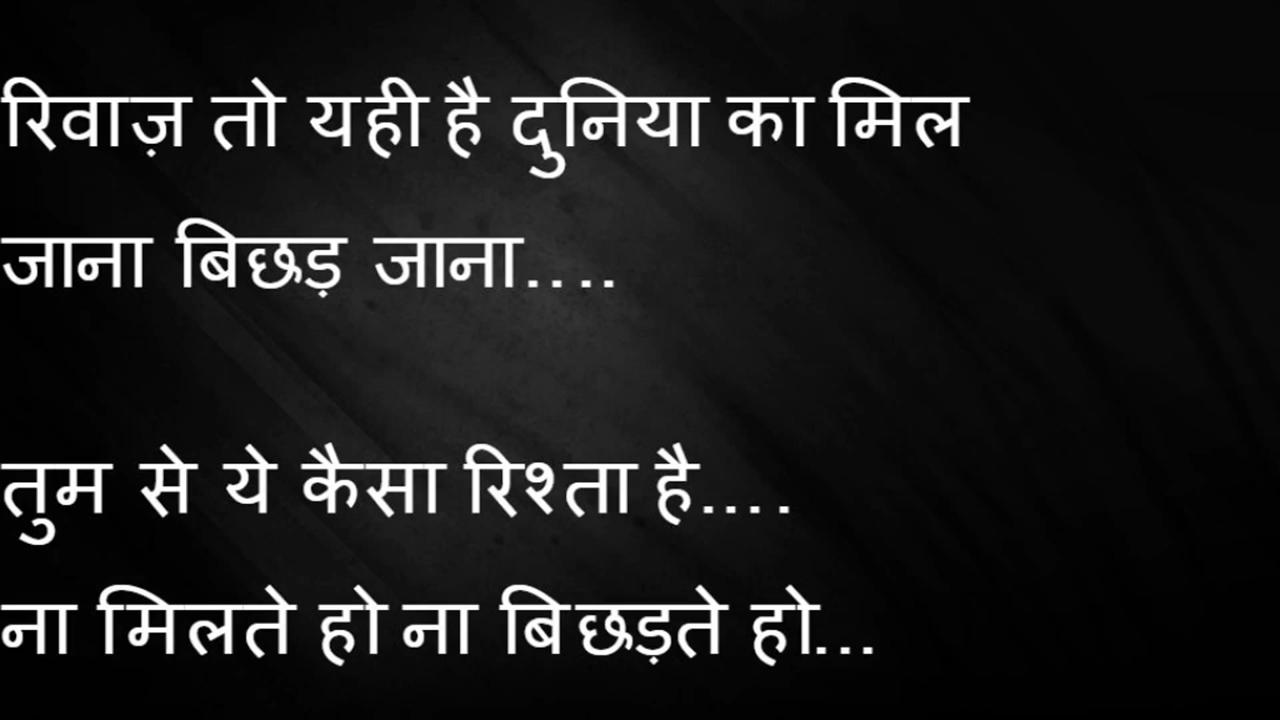 रिवाज़ तो यही है दुनिया का मिल
जाना बिछड़ जाना....
तुम से ये कैसा रिश्ता है....
ना मिलते हो ना बिछड़ते हो...